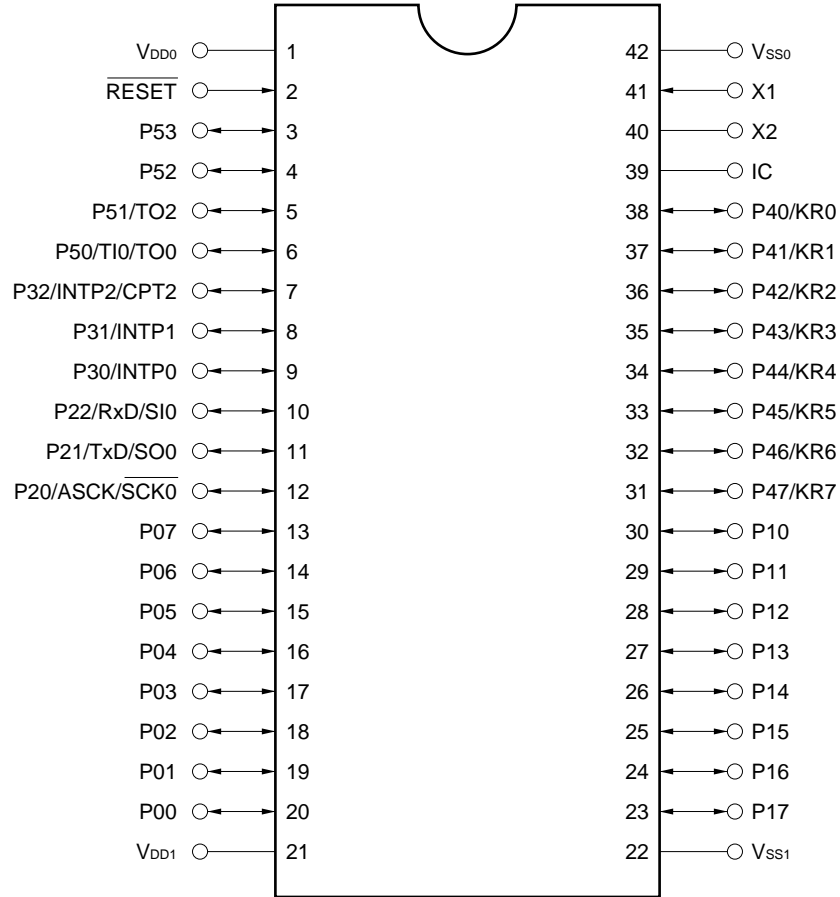 VDD0 1 42 VSS0
RESET 2 41 X1
P53 3 40 X2
P52 4 39 IC
P51/TO2 5 38 P40/KR0
P50/TI0/TO0 6 37 P41/KR1
P32/INTP2/CPT2 7 36 P42/KR2
P31/INTP1 8 35 P43/KR3
P30/INTP0 9 34 P44/KR4
P22/RxD/SI0 10 33 P45/KR5
P21/TxD/SO0 11 32 P46/KR6
P20/ASCK/SCK0 12 31 P47/KR7
P07 13 30 P10
P06 14 29 P11
P05 15 28 P12
P04 16 27 P13
P03 17 26 P14
P02 18 25 P15
P01 19 24 P16
P00 20 23 P17
VDD1 21 22 VSS1